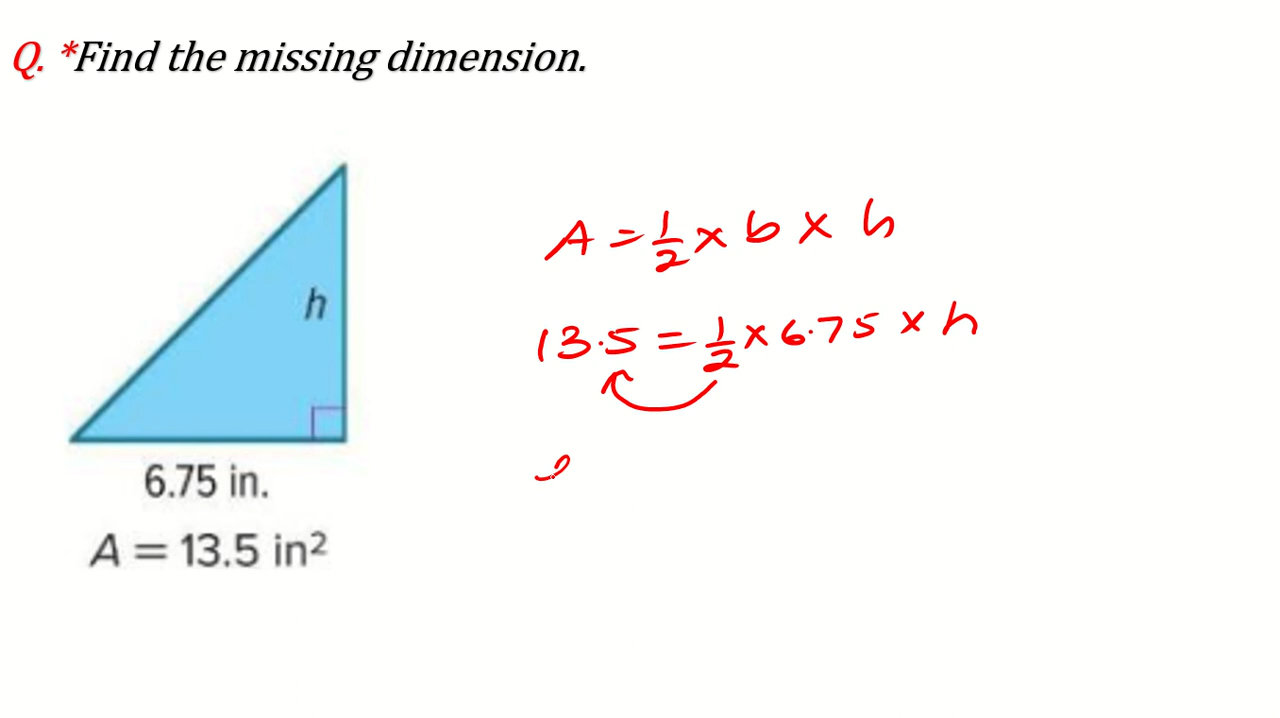 Q. *Find the missing dimension.
h
6.75 in.
A = 13.5 in²
A = 1/2 × b × h
13.5 = 1/2 × 6.75 × h